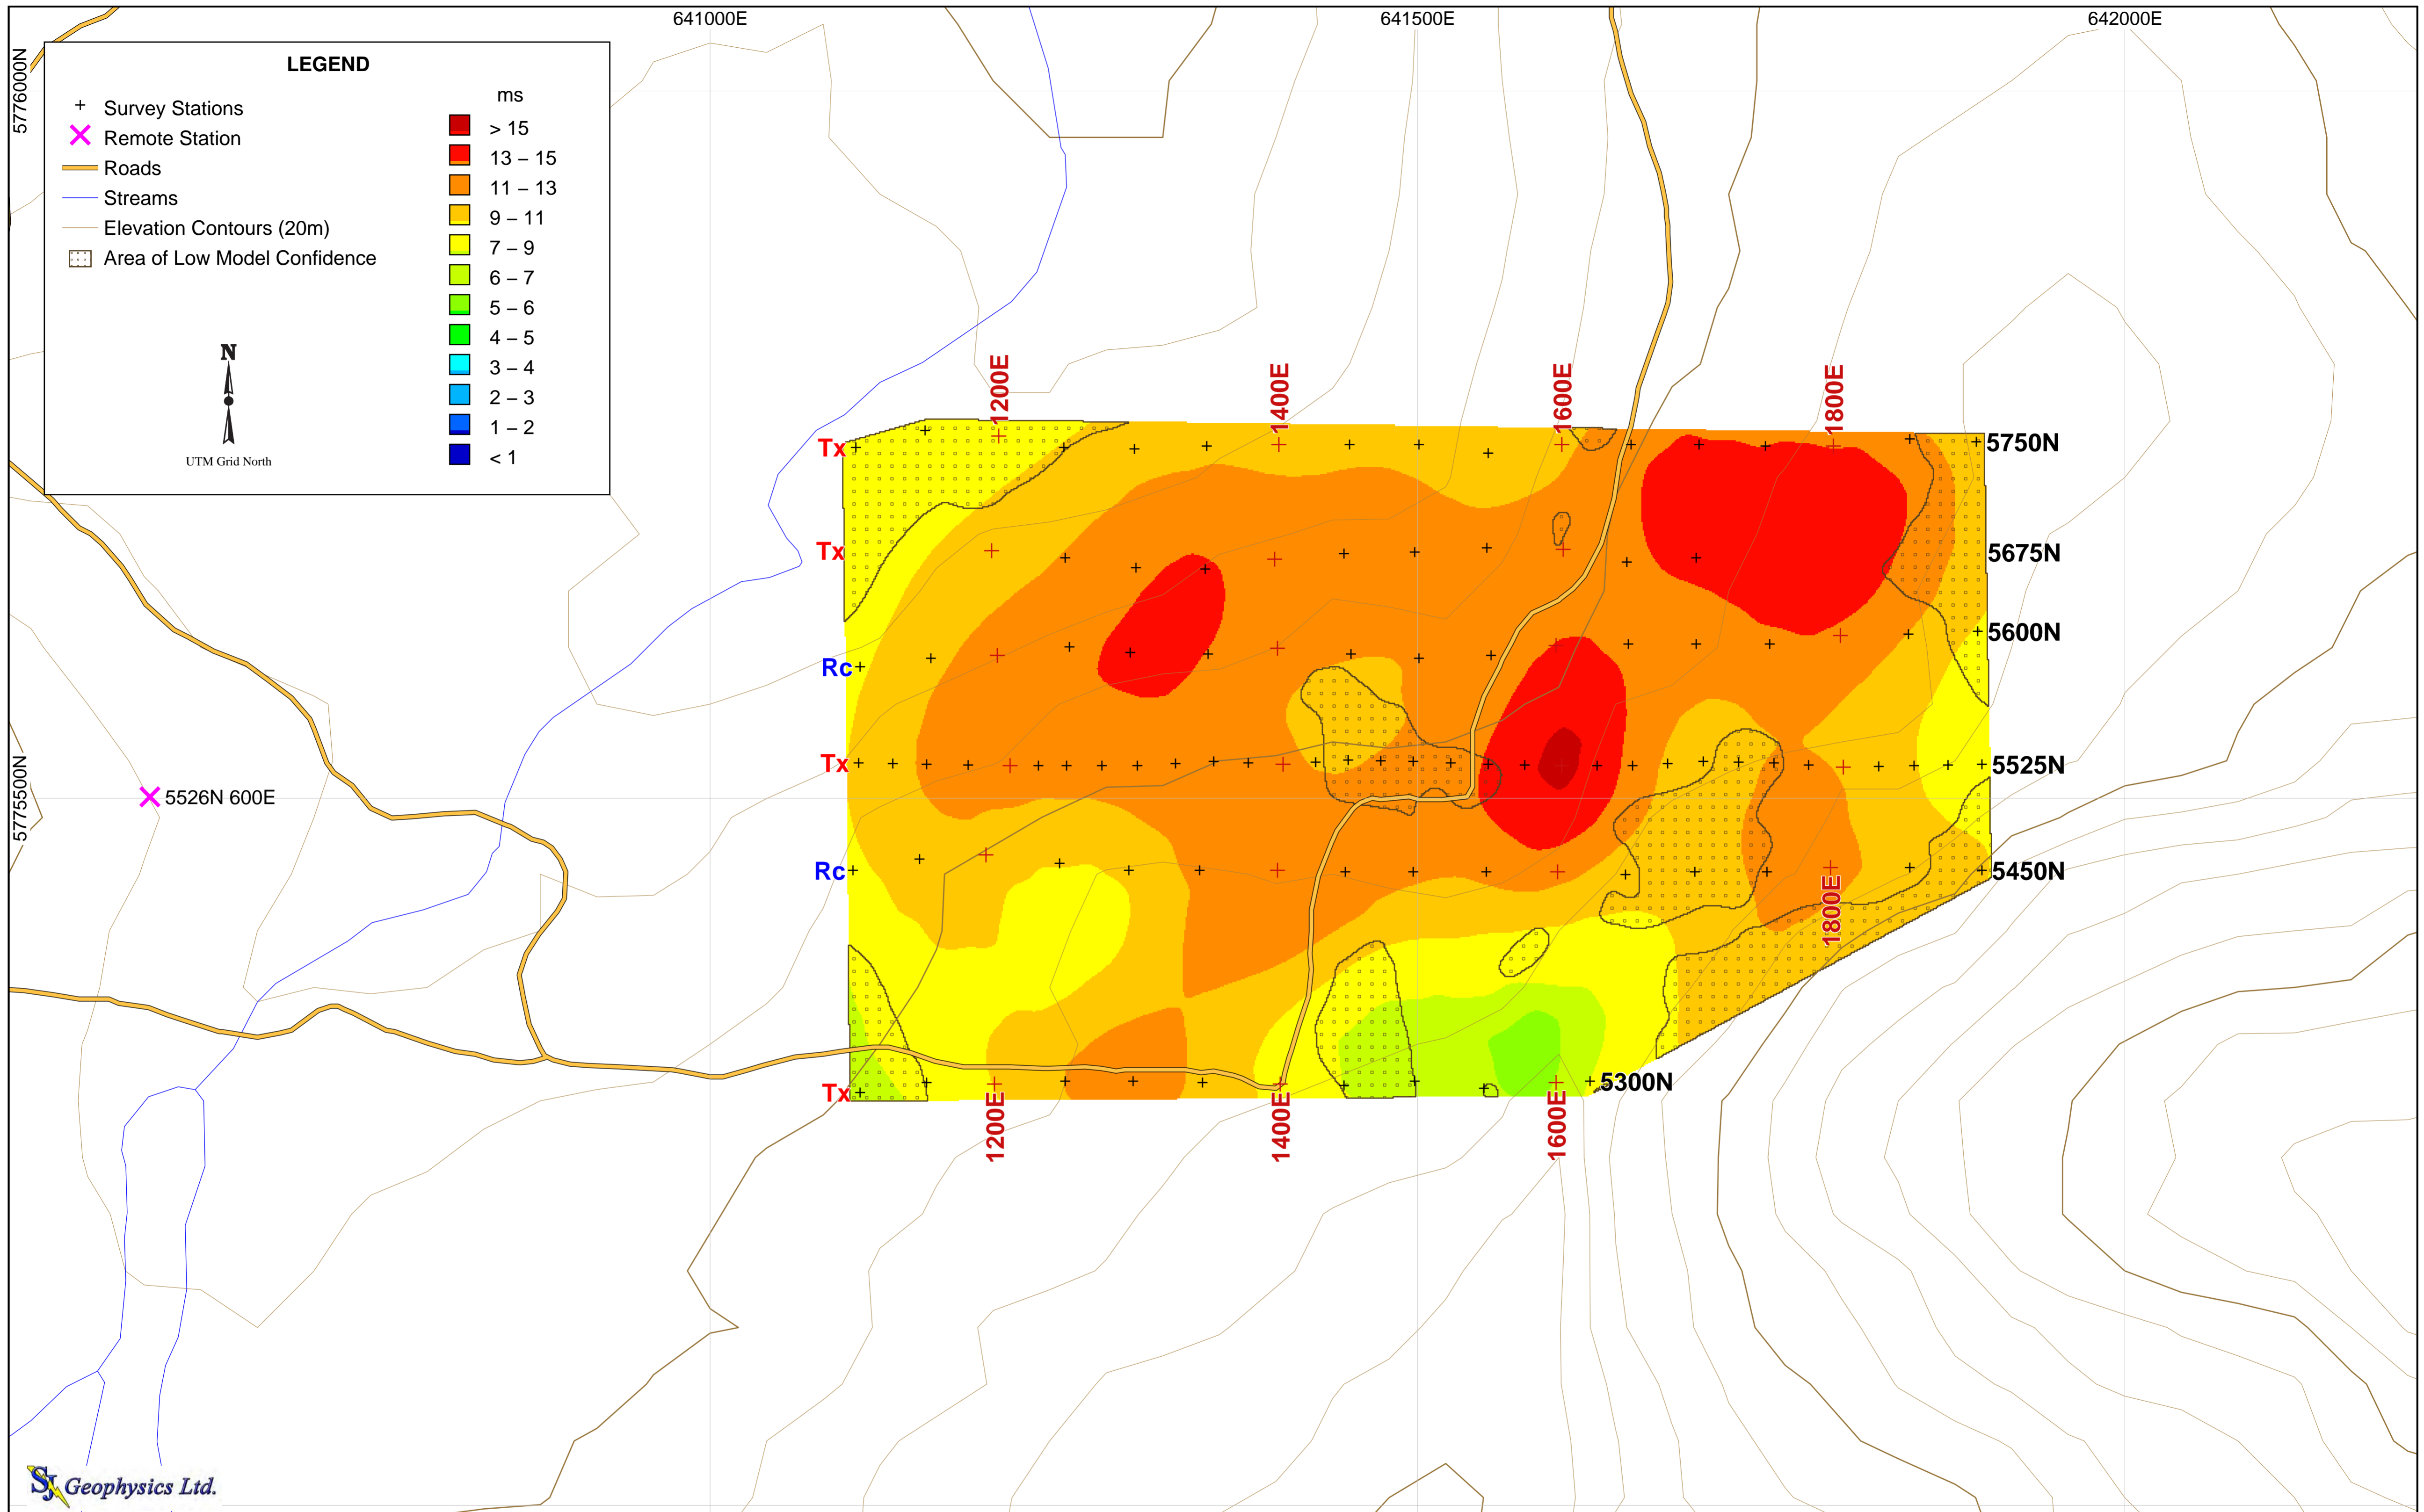 641000E
641500E
642000E
5776000N
5775500N
LEGEND
Survey Stations
Remote Station
Roads
Streams
Elevation Contours (20m)
Area of Low Model Confidence
ms
> 15
13 – 15
11 – 13
9 – 11
7 – 9
6 – 7
5 – 6
4 – 5
3 – 4
2 – 3
1 – 2
< 1
N
UTM Grid North
1200E
1400E
1600E
1800E
Tx
5750N
Tx
5675N
Rc
5600N
Tx
5525N
5526N 600E
Rc
5450N
1800E
Tx
5300N
1200E
1400E
1600E
SJ Geophysics Ltd.